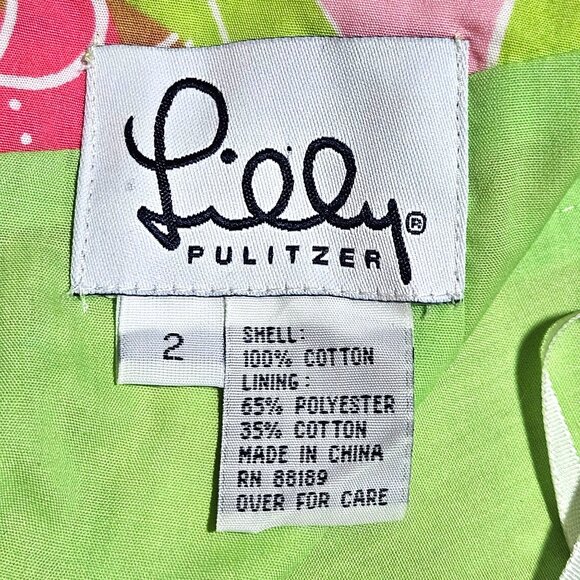 Lilly®
PULITZER
2
SHELL:
100% COTTON
LINING:
65% POLYESTER
35% COTTON
MADE IN CHINA
RN 88189
OVER FOR CARE